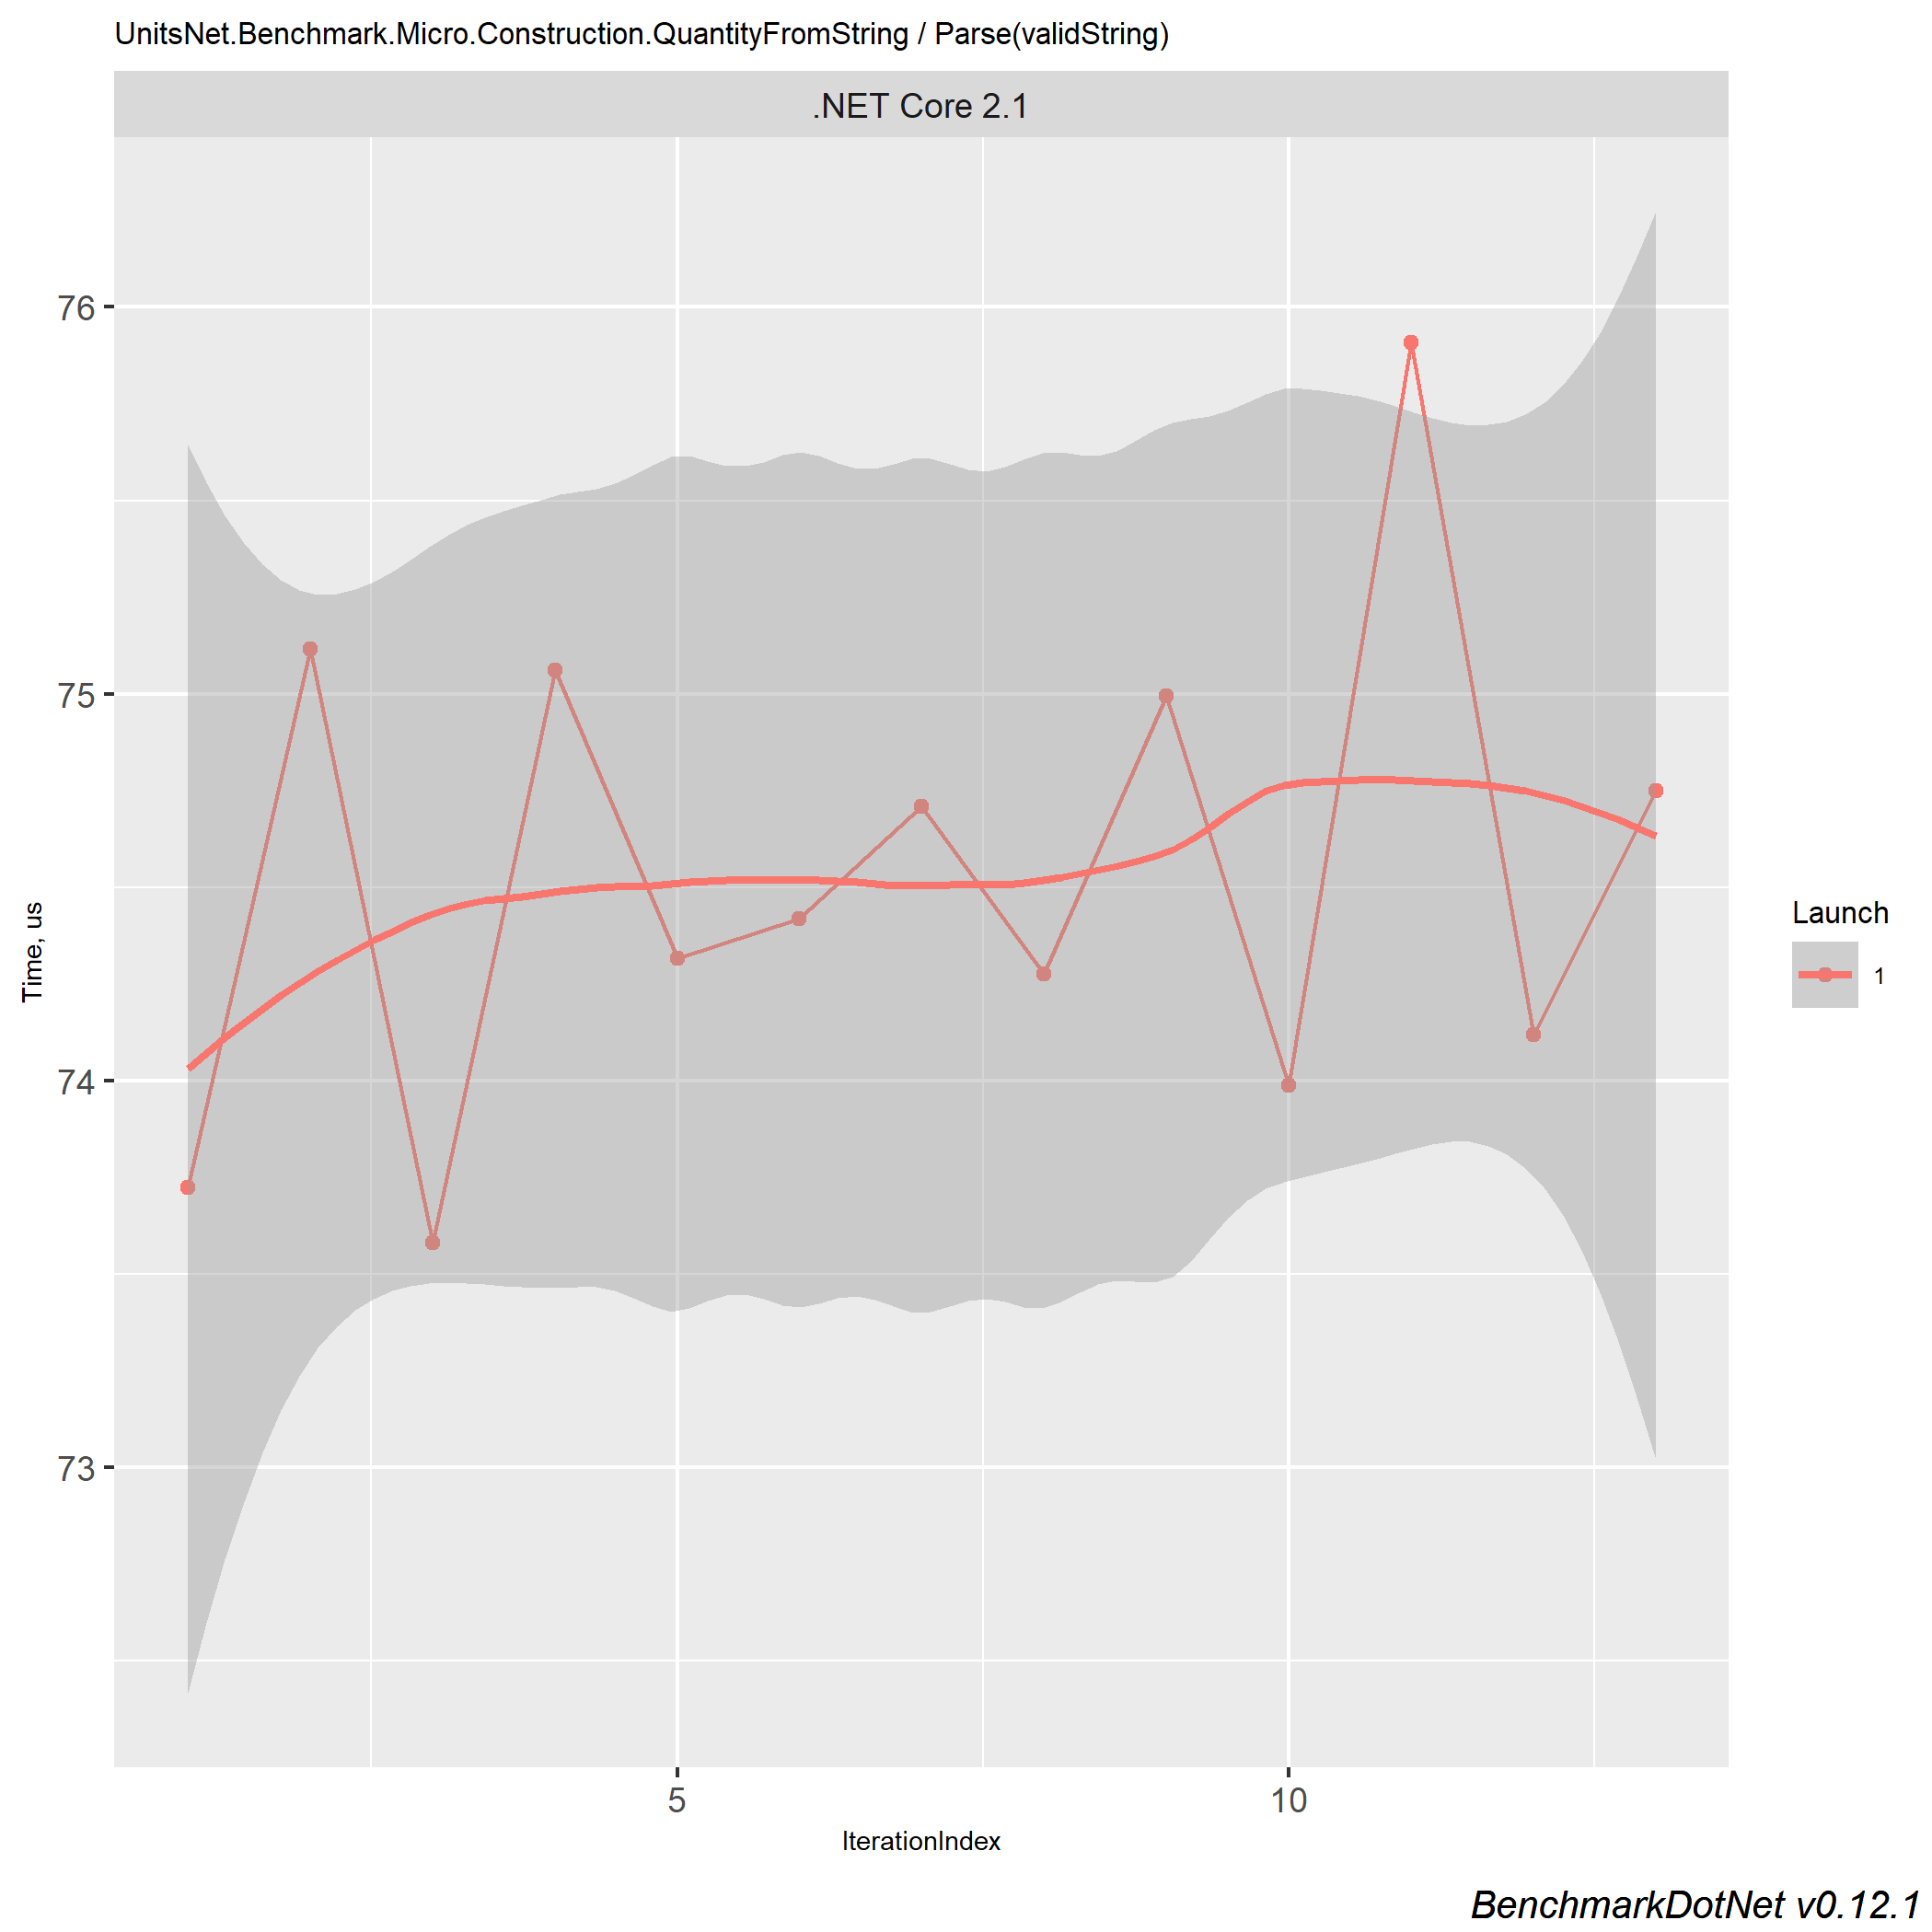 UnitsNet.Benchmark.Micro.Construction.QuantityFromString / Parse(validString)
.NET Core 2.1
76
75
74
73
Time, us
5
10
IterationIndex
Launch
1
BenchmarkDotNet v0.12.1